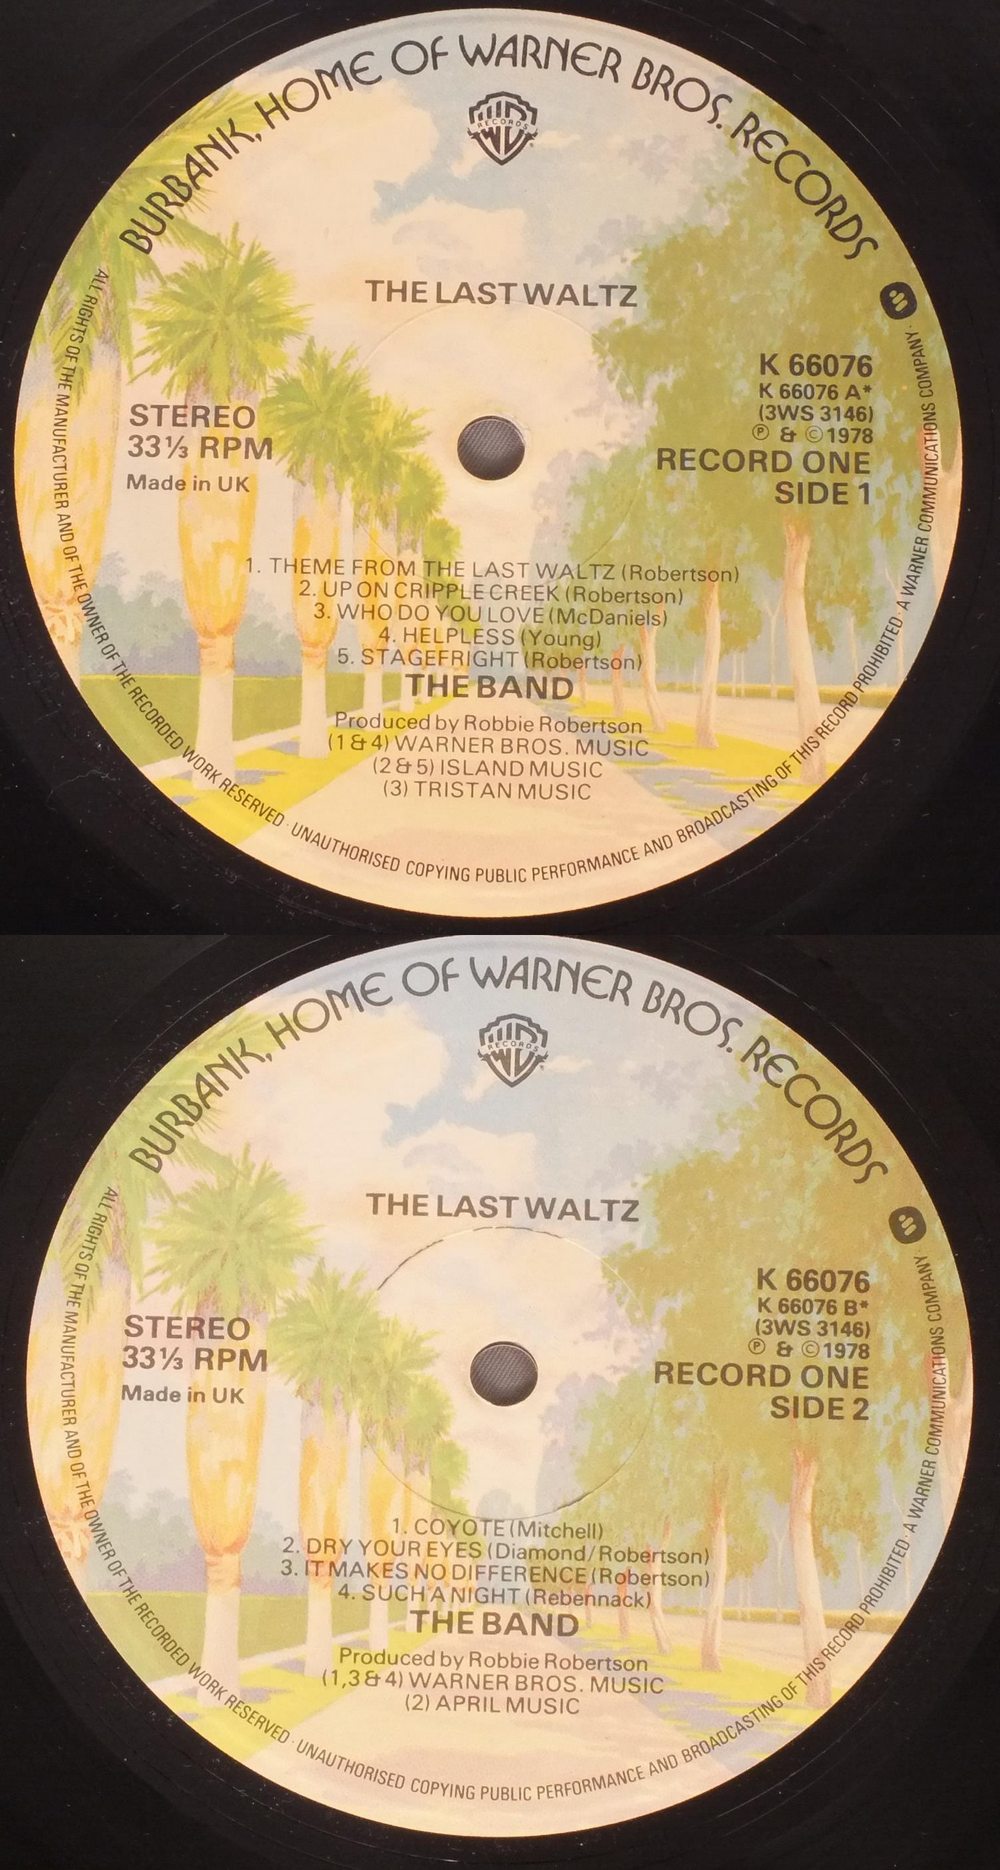 BURBANK, HOME OF WARNER BROS. RECORDS
RECORDS
THE LAST WALTZ
K 66076
K 66076 A*
(3WS 3146)
℗ & © 1978
RECORD ONE
SIDE 1
STEREO
33⅓ RPM
Made in UK
1. THEME FROM THE LAST WALTZ (Robertson)
2. UP ON CRIPPLE CREEK (Robertson)
3. WHO DO YOU LOVE (McDaniels)
4. HELPLESS (Young)
5. STAGEFRIGHT (Robertson)
THE BAND
Produced by Robbie Robertson
(1 & 4) WARNER BROS. MUSIC
(2 & 5) ISLAND MUSIC
(3) TRISTAN MUSIC
ALL RIGHTS OF THE MANUFACTURER AND OF THE OWNER OF THE RECORDED WORK RESERVED · UNAUTHORISED COPYING PUBLIC PERFORMANCE AND BROADCASTING OF THIS RECORD PROHIBITED · A WARNER COMMUNICATIONS COMPANY ·
BURBANK, HOME OF WARNER BROS. RECORDS
RECORDS
THE LAST WALTZ
K 66076
K 66076 B*
(3WS 3146)
℗ & © 1978
RECORD ONE
SIDE 2
STEREO
33⅓ RPM
Made in UK
1. COYOTE (Mitchell)
2. DRY YOUR EYES (Diamond/Robertson)
3. IT MAKES NO DIFFERENCE (Robertson)
4. SUCH A NIGHT (Rebennack)
THE BAND
Produced by Robbie Robertson
(1,3 & 4) WARNER BROS. MUSIC
(2) APRIL MUSIC
ALL RIGHTS OF THE MANUFACTURER AND OF THE OWNER OF THE RECORDED WORK RESERVED · UNAUTHORISED COPYING PUBLIC PERFORMANCE AND BROADCASTING OF THIS RECORD PROHIBITED · A WARNER COMMUNICATIONS COMPANY ·